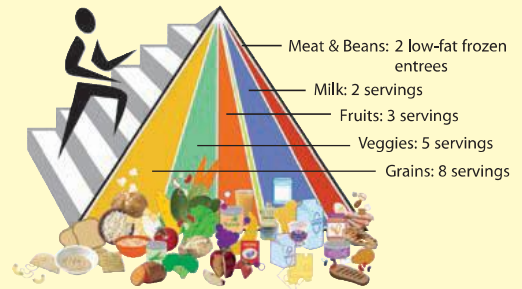 Meat & Beans: 2 low-fat frozen
entrees
Milk: 2 servings
Fruits: 3 servings
Veggies: 5 servings
Grains: 8 servings